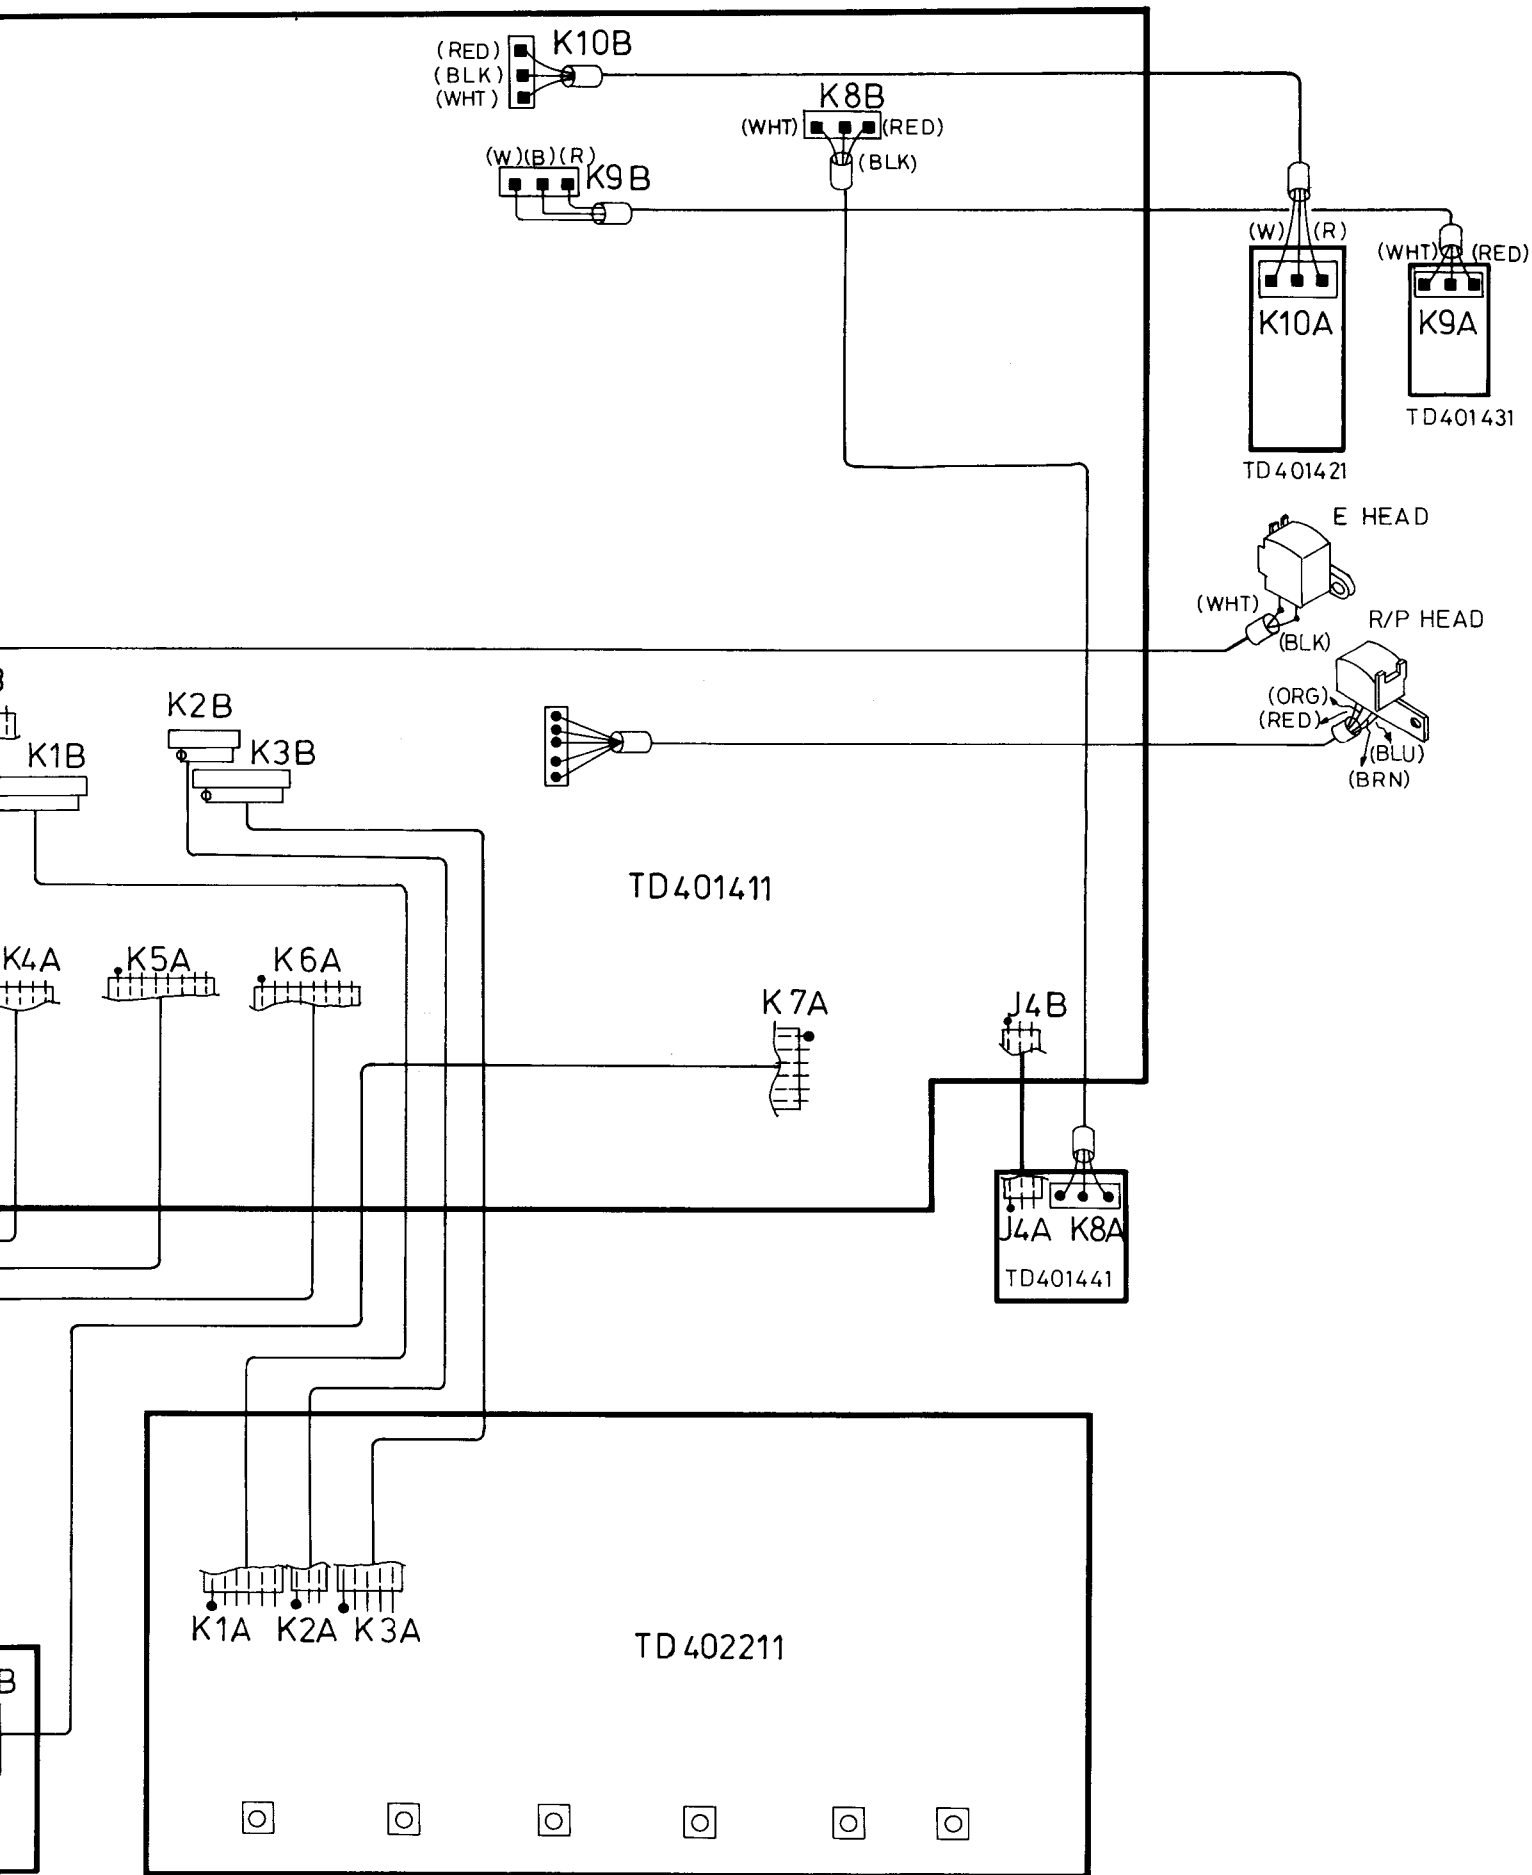 (RED)
K10B
(BLK)
(WHT)
K8B
(WHT)
(RED)
(BLK)
(W)(B)(R)
K9B
(W)
(R)
(WHT)
(RED)
K10A
K9A
TD401431
TD401421
E HEAD
(WHT)
(BLK)
R/P HEAD
(ORG)
(RED)
(BLU)
(BRN)
B
K2B
K1B
K3B
TD401411
K4A
K5A
K6A
K7A
J4B
J4A
K8A
TD401441
K1A
K2A
K3A
TD402211
B